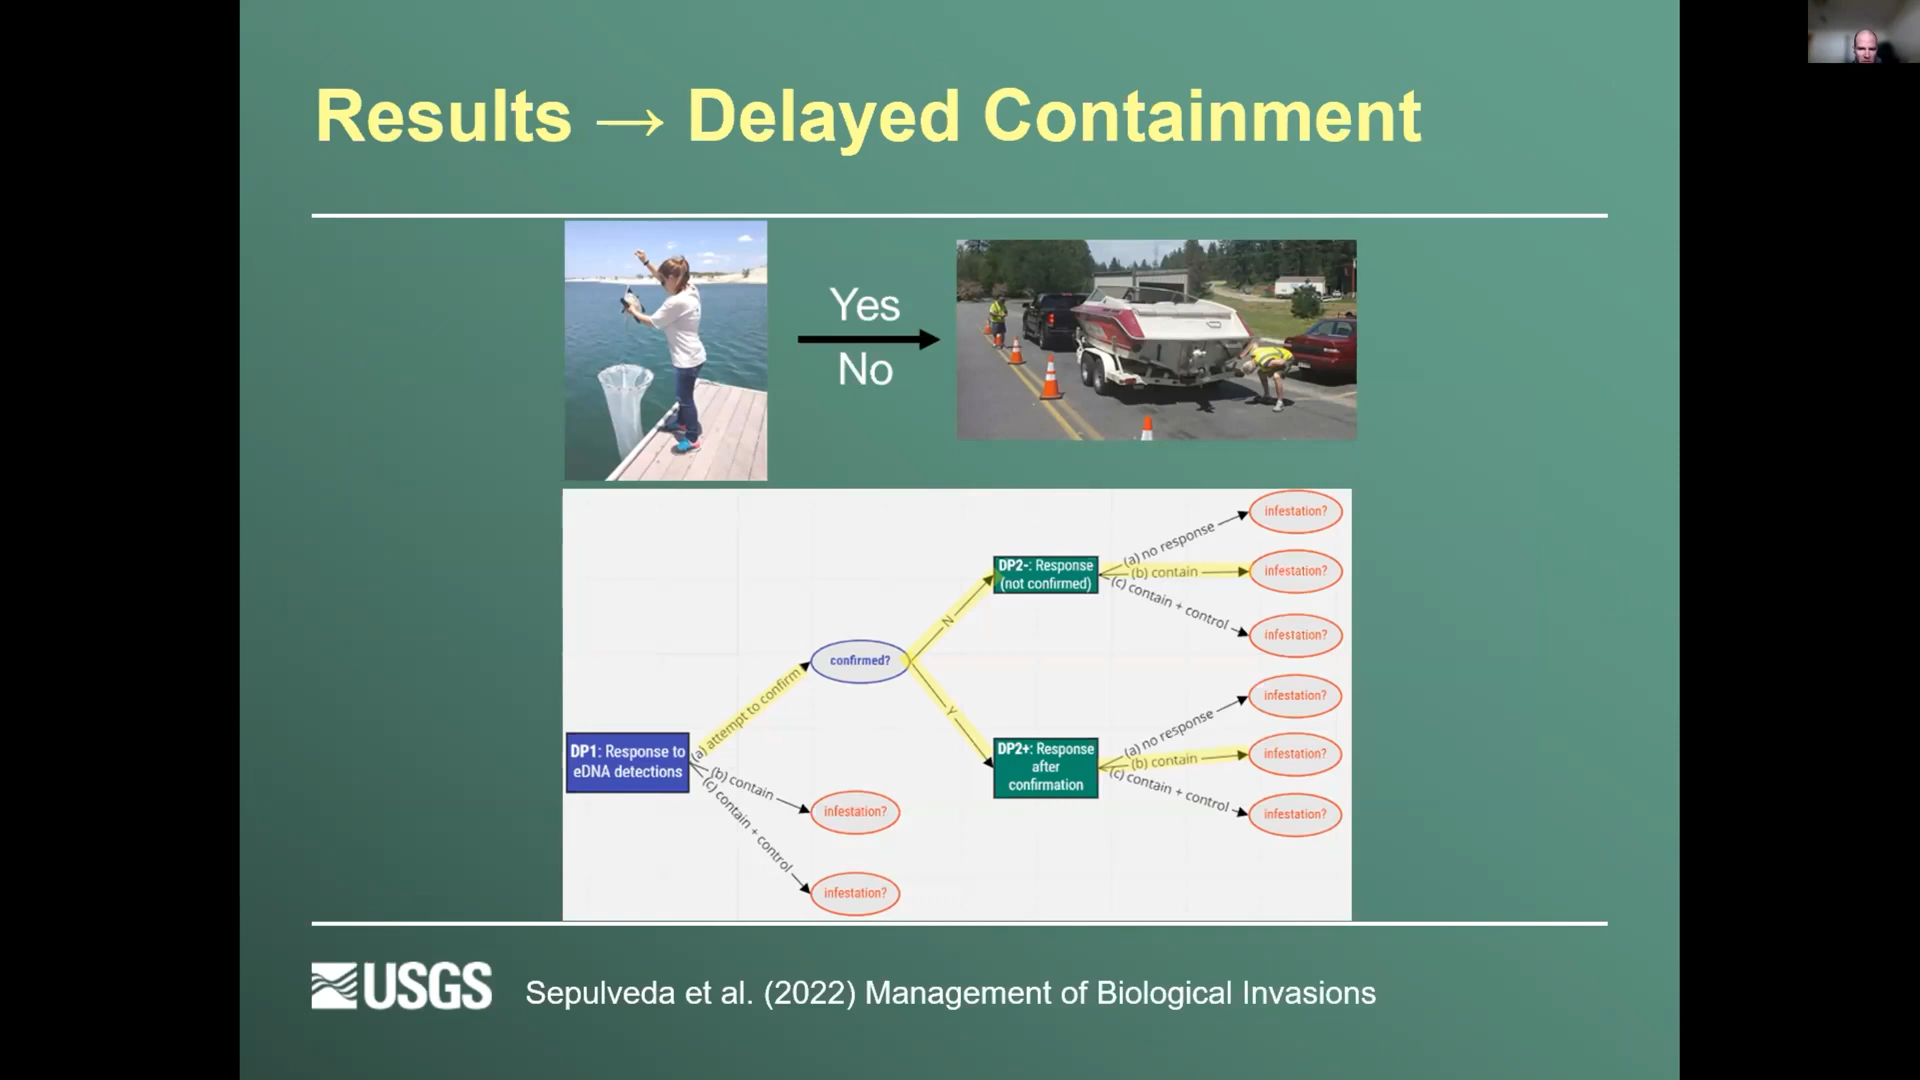 Results → Delayed Containment
Yes
No
infestation?
(a) no response
DP2-: Response
(not confirmed)
(b) contain
infestation?
(c) contain + control
infestation?
N
confirmed?
(a) attempt to confirm
Y
infestation?
(a) no response
DP2+: Response
after
confirmation
(b) contain
infestation?
(c) contain + control
infestation?
DP1: Response to
eDNA detections
(b) contain
infestation?
(c) contain + control
infestation?
USGS
Sepulveda et al. (2022) Management of Biological Invasions